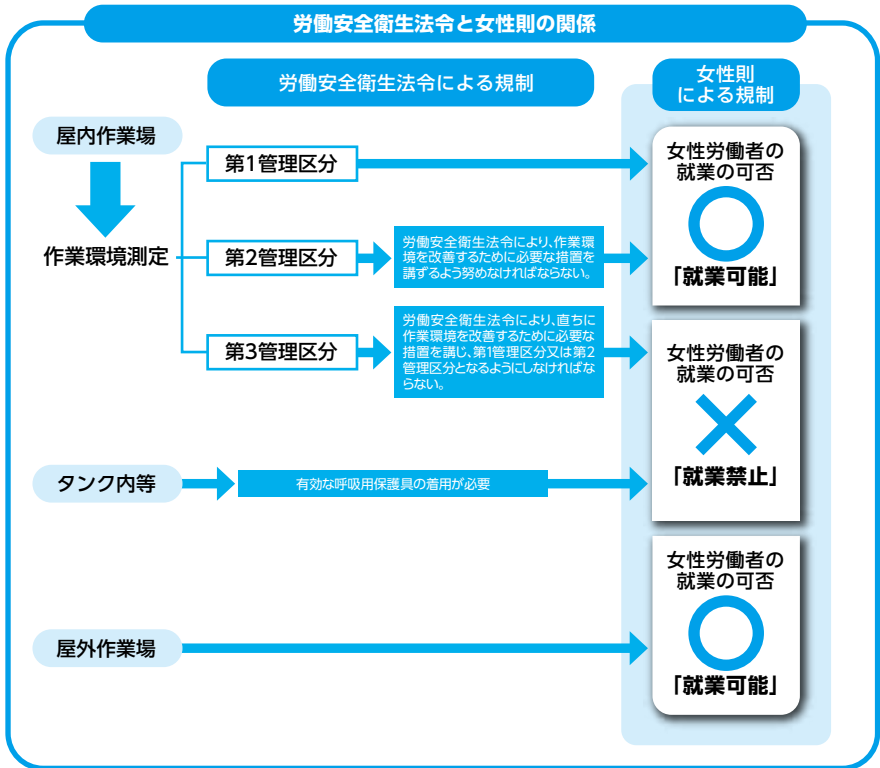 労働安全衛生法令と女性則の関係
労働安全衛生法令による規制
女性則
による規制
屋内作業場
作業環境測定
第1管理区分
女性労働者の
就業の可否
「就業可能」
第2管理区分
労働安全衛生法令により、作業環
境を改善するために必要な措置を
講ずるよう努めなければならない。
第3管理区分
労働安全衛生法令により、直ちに
作業環境を改善するために必要な
措置を講じ、第1管理区分又は第2
管理区分となるようにしなければな
らない。
女性労働者の
就業の可否
「就業禁止」
タンク内等
有効な呼吸用保護具の着用が必要
屋外作業場
女性労働者の
就業の可否
「就業可能」